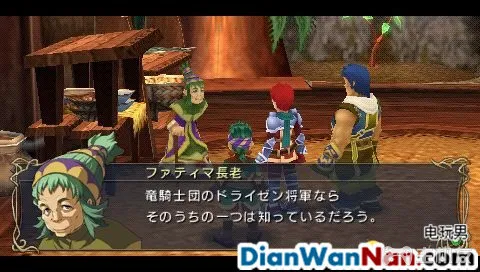 ファティマ長老
竜騎士団のドライゼン将軍なら
そのうちの一つは知っているだろう。
电玩男
DianWanNan.com